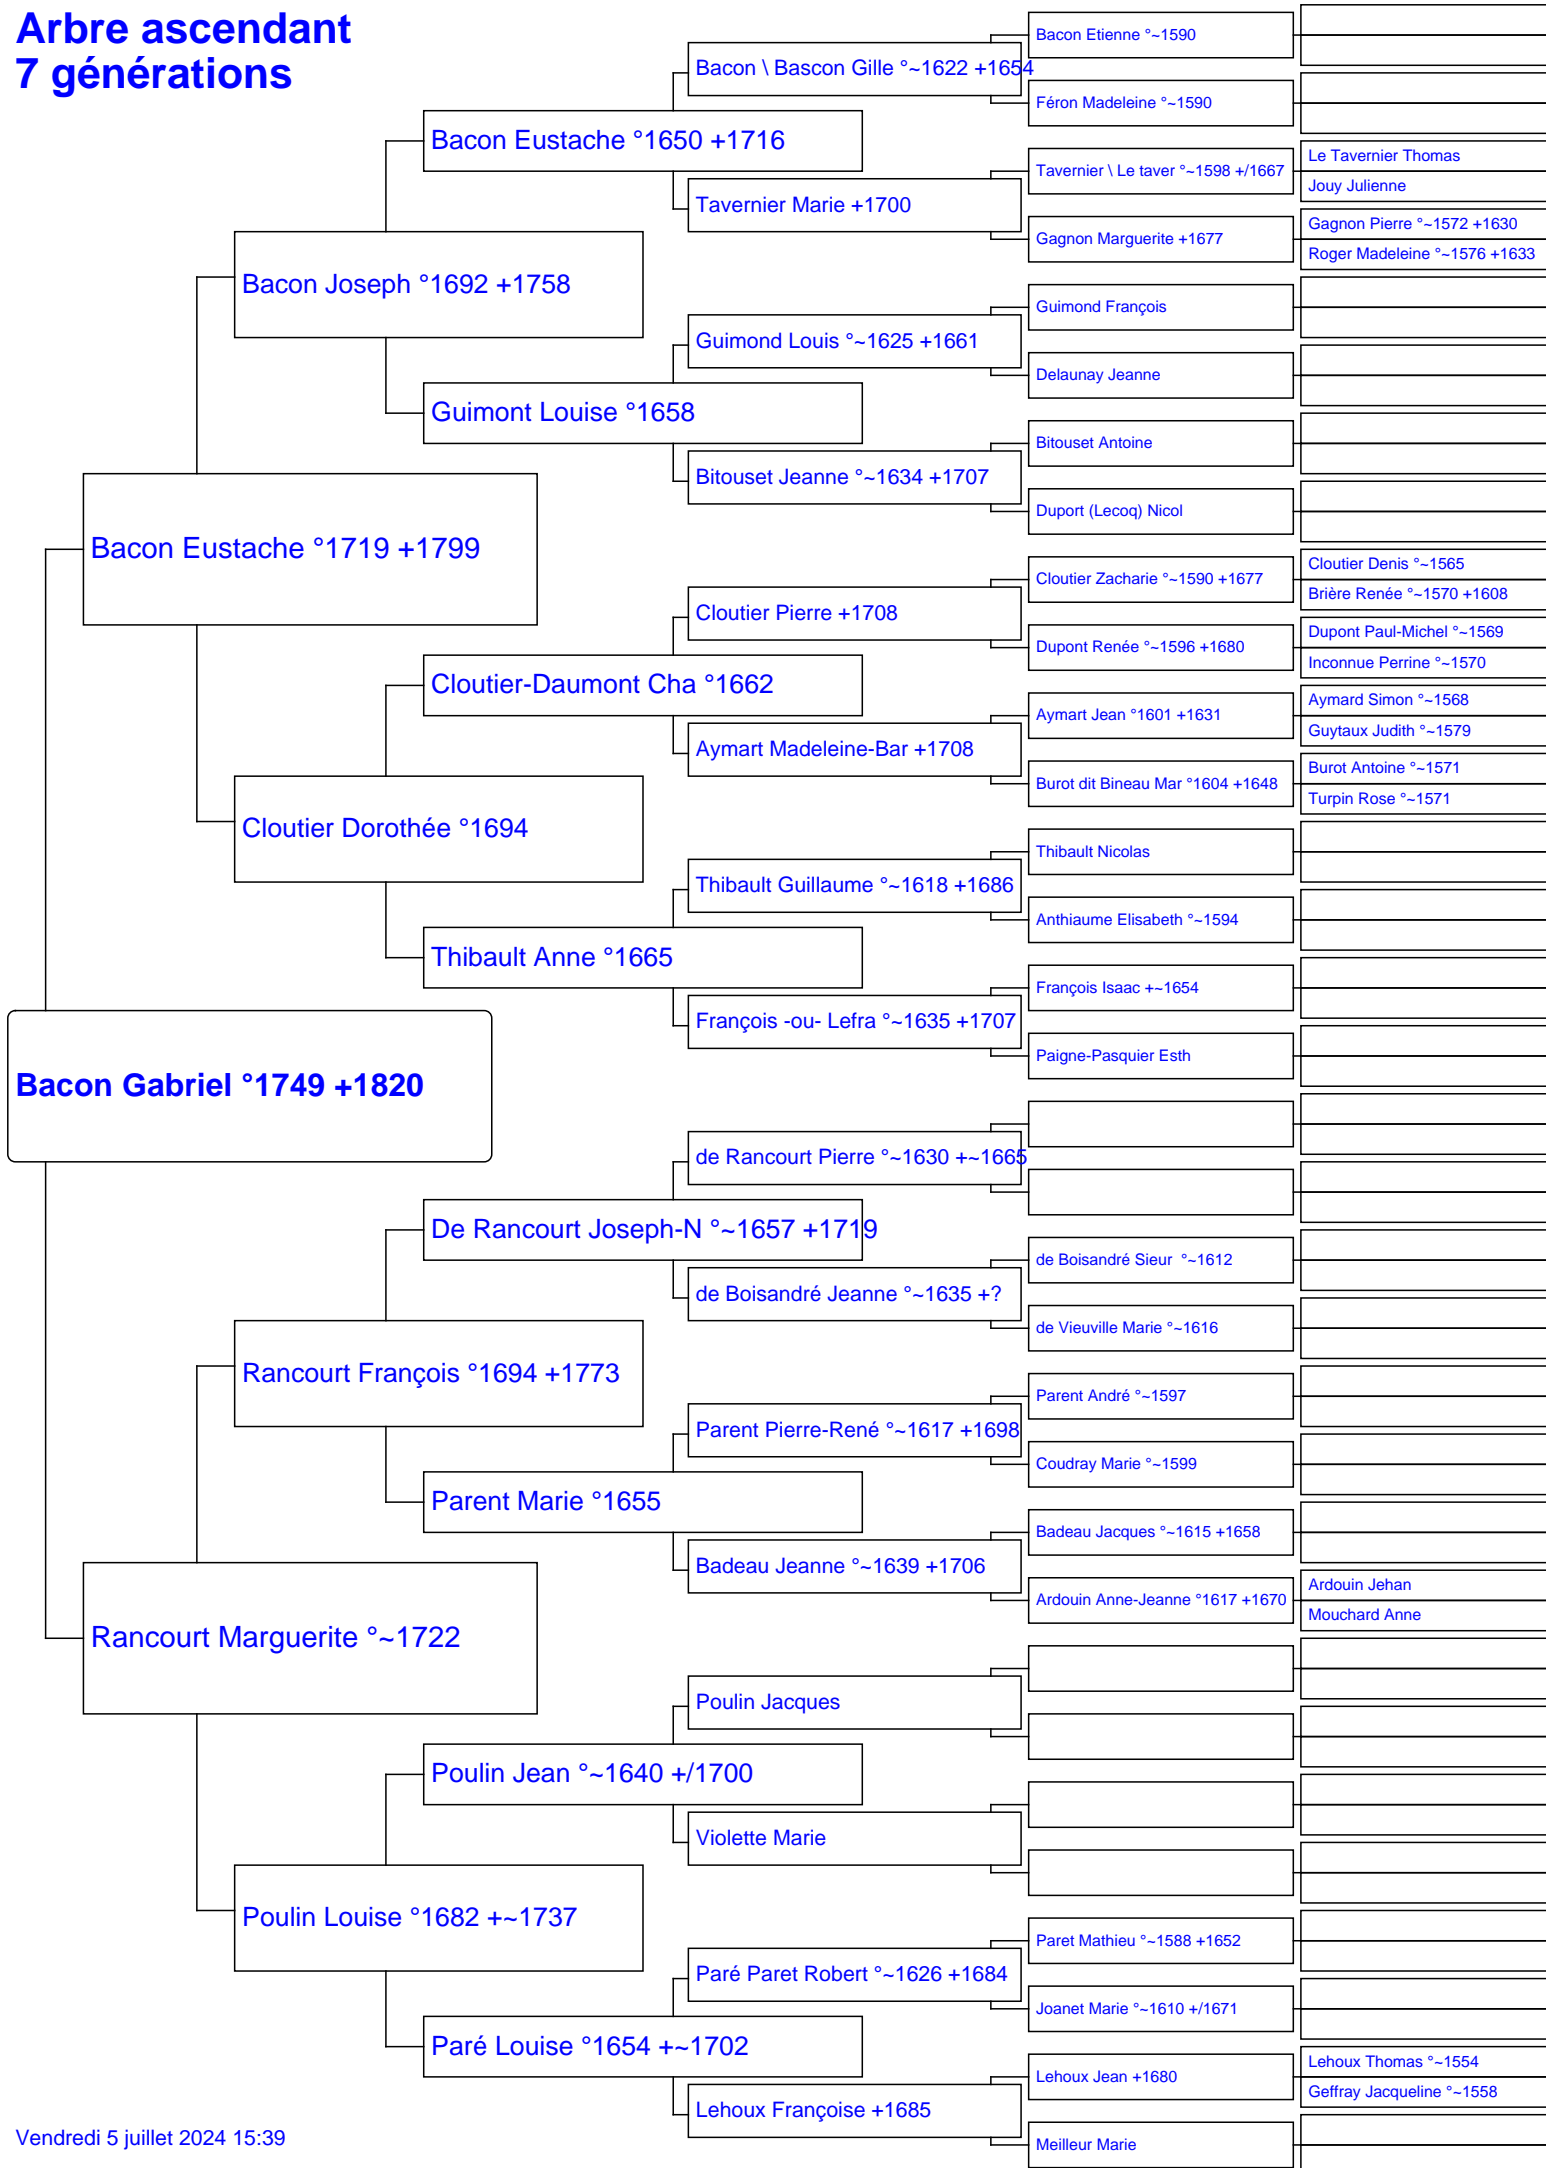 Arbre ascendant
7 générations
Bacon Gabriel °1749 +1820
Bacon Eustache °1719 +1799
Rancourt Marguerite °~1722
Bacon Joseph °1692 +1758
Cloutier Dorothée °1694
Rancourt François °1694 +1773
Poulin Louise °1682 +~1737
Bacon Eustache °1650 +1716
Guimont Louise °1658
Cloutier-Daumont Cha °1662
Thibault Anne °1665
De Rancourt Joseph-N °~1657 +1719
Parent Marie °1655
Poulin Jean °~1640 +/1700
Paré Louise °1654 +~1702
Bacon \ Bascon Gille °~1622 +1654
Tavernier Marie +1700
Guimond Louis °~1625 +1661
Bitouset Jeanne °~1634 +1707
Cloutier Pierre +1708
Aymart Madeleine-Bar +1708
Thibault Guillaume °~1618 +1686
François -ou- Lefra °~1635 +1707
de Rancourt Pierre °~1630 +~1665
de Boisandré Jeanne °~1635 +?
Parent Pierre-René °~1617 +1698
Badeau Jeanne °~1639 +1706
Poulin Jacques
Violette Marie
Paré Paret Robert °~1626 +1684
Lehoux Françoise +1685
Bacon Etienne °~1590
Féron Madeleine °~1590
Tavernier \ Le taver °~1598 +/1667
Gagnon Marguerite +1677
Guimond François
Delaunay Jeanne
Bitouset Antoine
Duport (Lecoq) Nicol
Cloutier Zacharie °~1590 +1677
Dupont Renée °~1596 +1680
Aymart Jean °1601 +1631
Burot dit Bineau Mar °1604 +1648
Thibault Nicolas
Anthiaume Elisabeth °~1594
François Isaac +~1654
Paigne-Pasquier Esth
de Boisandré Sieur  °~1612
de Vieuville Marie °~1616
Parent André °~1597
Coudray Marie °~1599
Badeau Jacques °~1615 +1658
Ardouin Anne-Jeanne °1617 +1670
Paret Mathieu °~1588 +1652
Joanet Marie °~1610 +/1671
Lehoux Jean +1680
Meilleur Marie
Le Tavernier Thomas
Jouy Julienne
Gagnon Pierre °~1572 +1630
Roger Madeleine °~1576 +1633
Cloutier Denis °~1565
Brière Renée °~1570 +1608
Dupont Paul-Michel °~1569
Inconnue Perrine °~1570
Aymard Simon °~1568
Guytaux Judith °~1579
Burot Antoine °~1571
Turpin Rose °~1571
Ardouin Jehan
Mouchard Anne
Lehoux Thomas °~1554
Geffray Jacqueline °~1558
Vendredi 5 juillet 2024 15:39